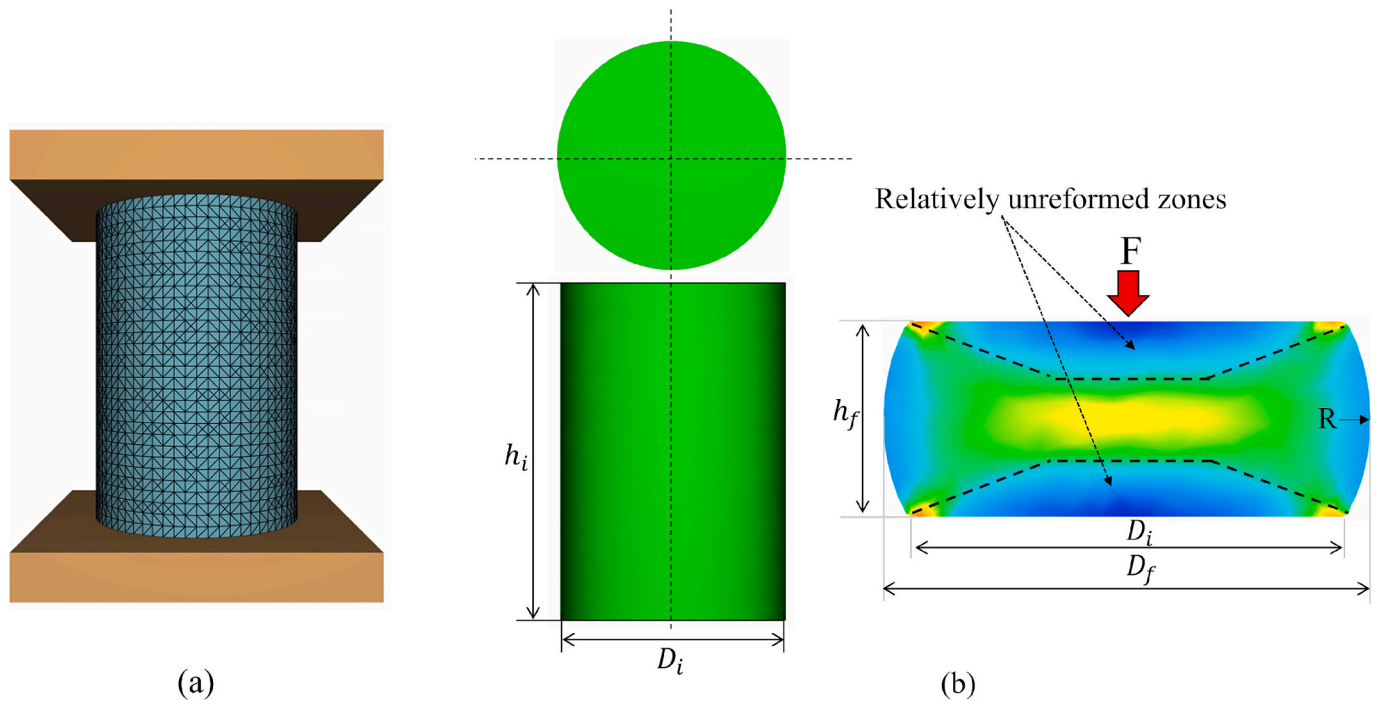 Relatively unreformed zones
F
h_i
h_f
R
D_i
D_f
D_i
(a)
(b)